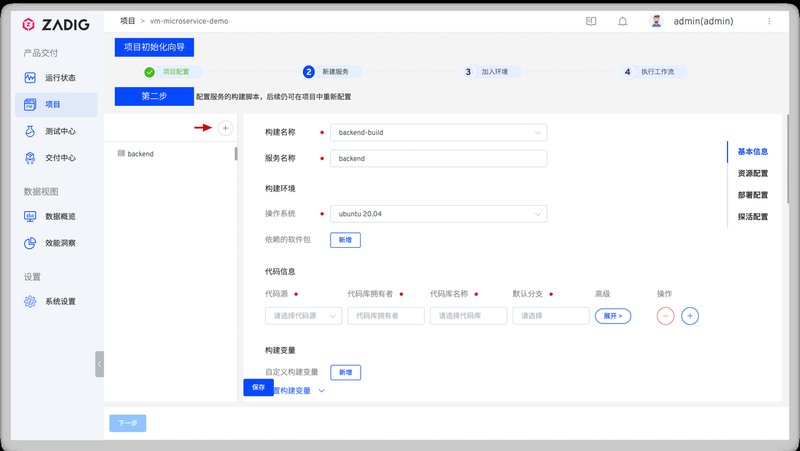 ZADIG
项目 > vm-microservice-demo
admin(admin)
产品交付
运行状态
项目
测试中心
交付中心
数据视图
数据概览
效能洞察
设置
系统设置
项目初始化向导
项目配置
2 新建服务
3 加入环境
4 执行工作流
第二步 配置服务的构建脚本，后续仍可在项目中重新配置
+
backend
构建名称 backend-build
服务名称 backend
构建环境
操作系统 ubuntu 20.04
依赖的软件包 新增
代码信息
代码源 代码库拥有者 代码库名称 默认分支 高级 操作
请选择代码源 代码库拥有者 请选择代码库 请选择 展开 >
构建变量
自定义构建变量 新增
保存 置构建变量
基本信息
资源配置
部署配置
探活配置
下一步